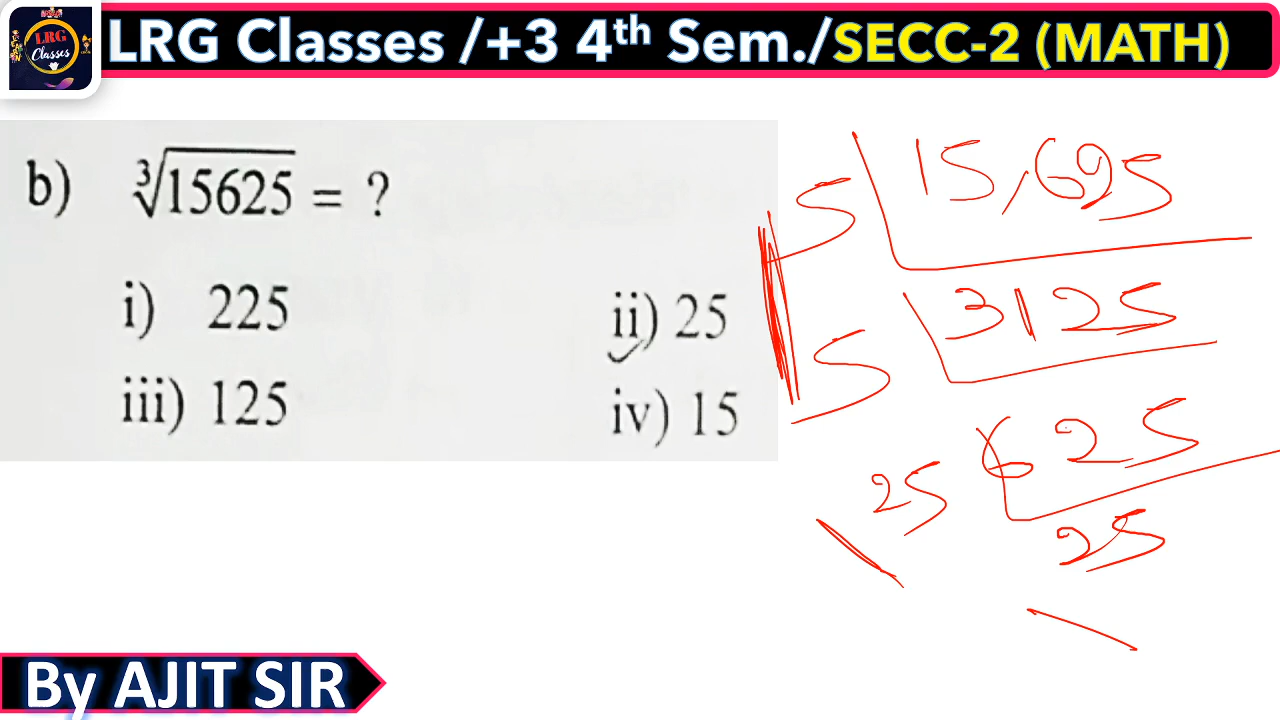 LRG Classes /+3 4th Sem./SECC-2 (MATH)
LRG
Classes
b) ∛15625 = ?
i) 225
ii) 25
iii) 125
iv) 15
5 15,625
5 3125
25 625
25
By AJIT SIR